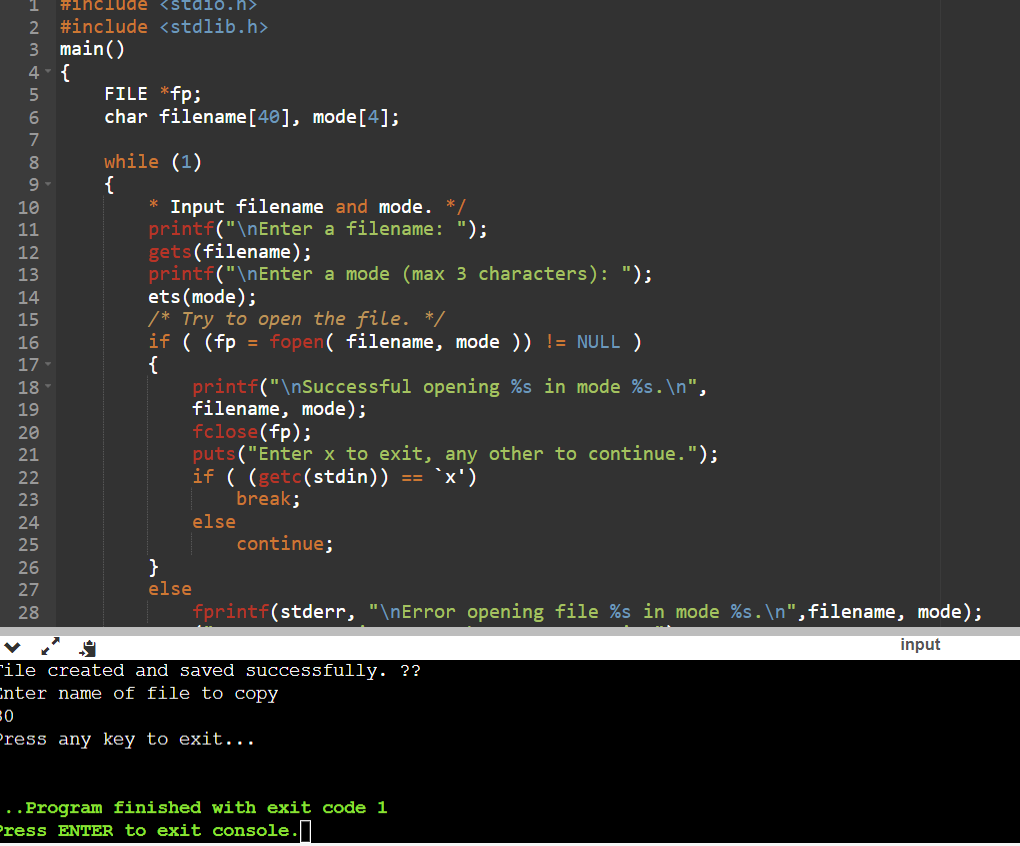 1 #include <stdio.h>
2 #include <stdlib.h>
3 main()
4 {
5 FILE *fp;
6 char filename[40], mode[4];
7
8 while (1)
9 {
10 * Input filename and mode. */
11 printf("\nEnter a filename: ");
12 gets(filename);
13 printf("\nEnter a mode (max 3 characters): ");
14 ets(mode);
15 /* Try to open the file. */
16 if ( (fp = fopen( filename, mode )) != NULL )
17 {
18 printf("\nSuccessful opening %s in mode %s.\n",
19 filename, mode);
20 fclose(fp);
21 puts("Enter x to exit, any other to continue.");
22 if ( (getc(stdin)) == `x')
23 break;
24 else
25 continue;
26 }
27 else
28 fprintf(stderr, "\nError opening file %s in mode %s.\n",filename, mode);
input
File created and saved successfully. ??
Enter name of file to copy
30
Press any key to exit...
...Program finished with exit code 1
Press ENTER to exit console.